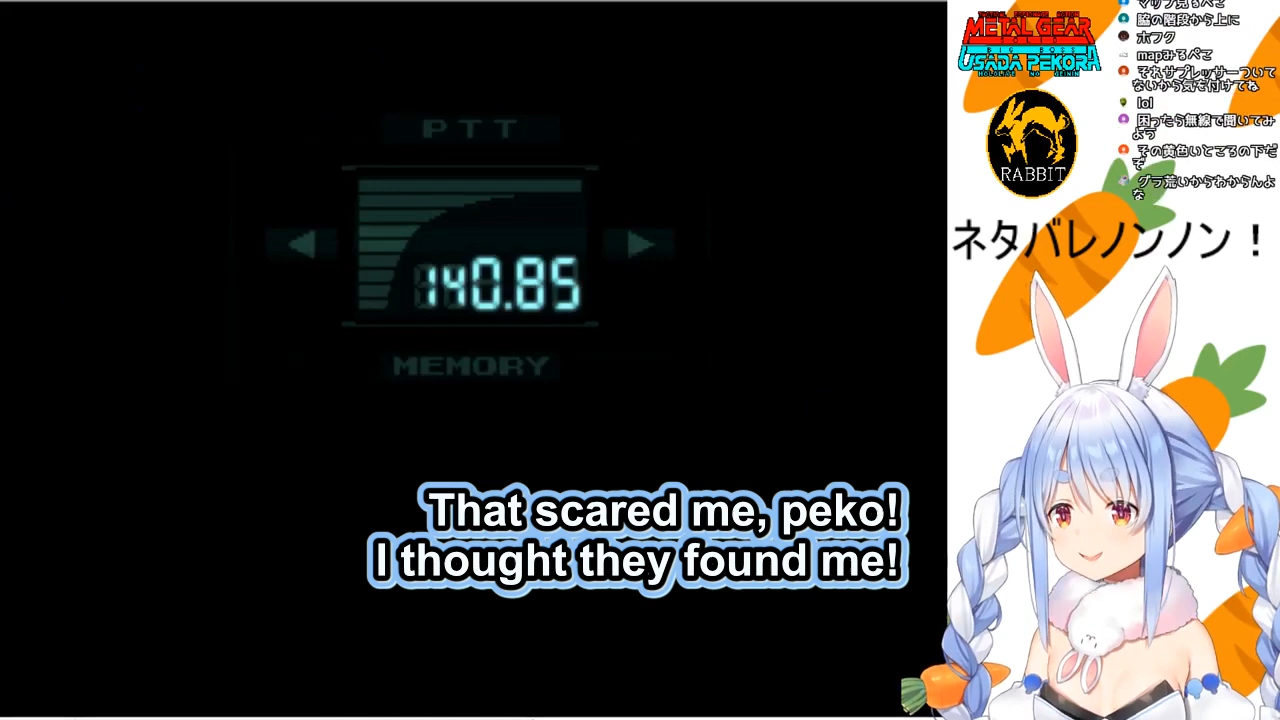 PTT
140.85
MEMORY
That scared me, peko!
I thought they found me!
METAL GEAR
USADA PEKORA
HOLOLIVE NO GEININ
RABBIT
マップ見るぺこ
脇の階段から上に
ホフク
mapみるぺこ
それサプレッサーついて
ないから気を付けてね
lol
困ったら無線で聞いてみ
よう
その黄色いところの下だ
ぞ
グラ荒いからわからんよ
な
ネタバレノンノン！